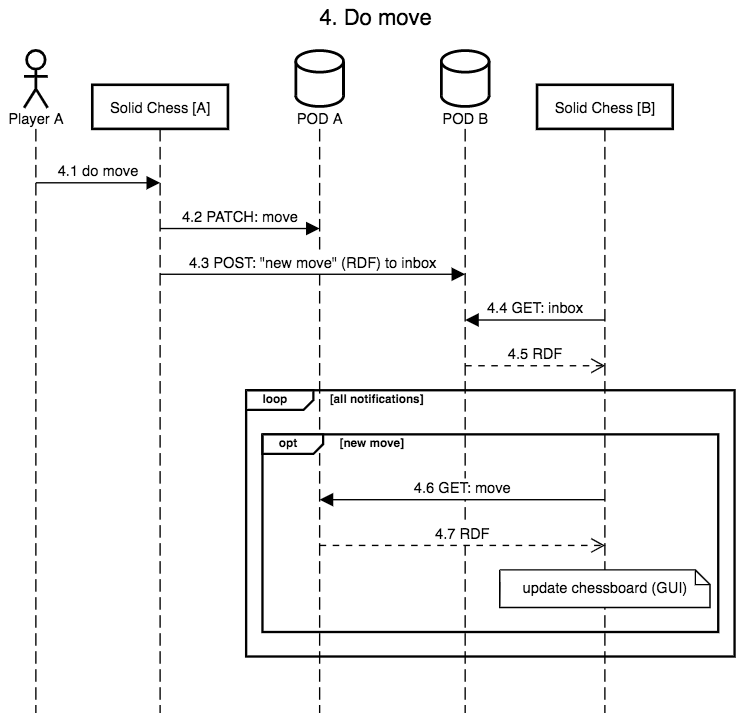 4. Do move
Player A
Solid Chess [A]
POD A
POD B
Solid Chess [B]
4.1 do move
4.2 PATCH: move
4.3 POST: "new move" (RDF) to inbox
4.4 GET: inbox
4.5 RDF
loop [all notifications]
opt [new move]
4.6 GET: move
4.7 RDF
update chessboard (GUI)